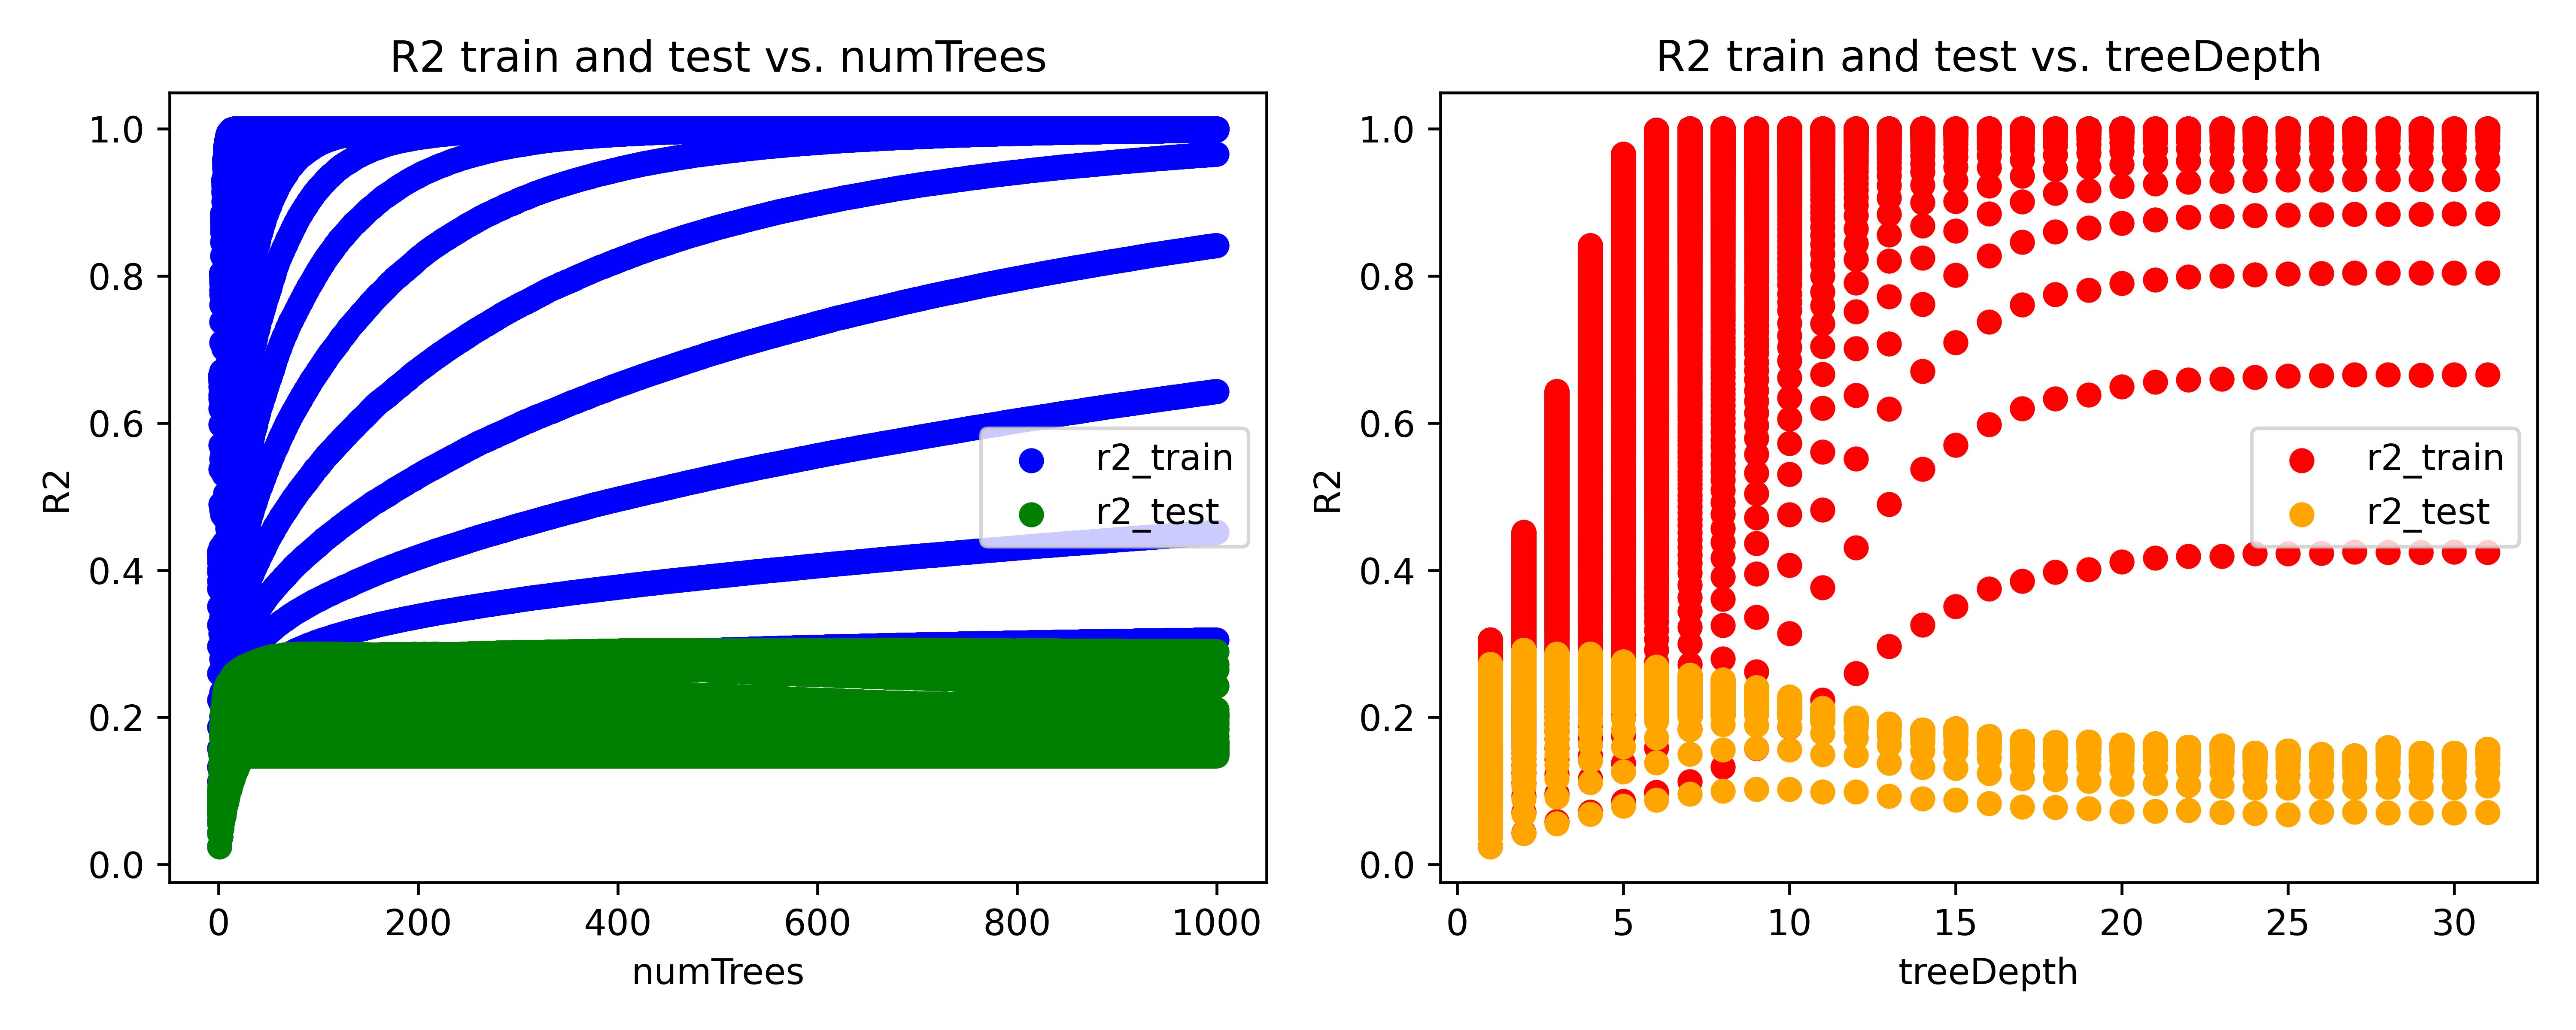 R2 train and test vs. numTrees
R2
1.0
0.8
0.6
0.4
0.2
0.0
r2_train
r2_test
0 200 400 600 800 1000
numTrees
R2 train and test vs. treeDepth
R2
1.0
0.8
0.6
0.4
0.2
0.0
r2_train
r2_test
0 5 10 15 20 25 30
treeDepth